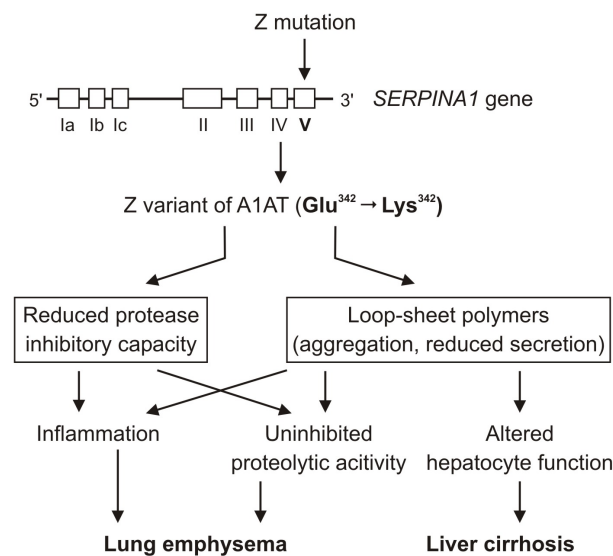 Z mutation
5' 3' SERPINA1 gene
Ia Ib Ic II III IV V
Z variant of A1AT (Glu³⁴² → Lys³⁴²)
Reduced protease
inhibitory capacity
Loop-sheet polymers
(aggregation, reduced secretion)
Inflammation
Uninhibited
proteolytic acitivity
Altered
hepatocyte function
Lung emphysema
Liver cirrhosis